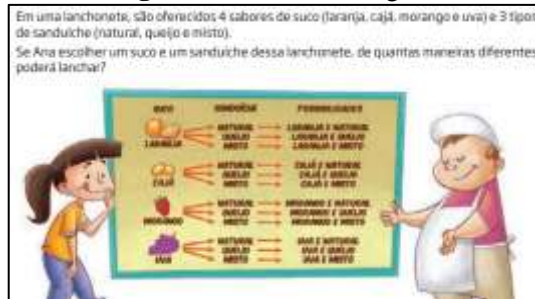 Em uma lanchonete, são oferecidos 4 sabores de suco (laranja, cajá, morango e uva) e 3 tipos
de sanduíche (natural, queijo e misto).
Se Ana escolher um suco e um sanduíche dessa lanchonete, de quantas maneiras diferentes
poderá lanchar?
SUCO SANDUÍCHE POSSIBILIDADES
NATURAL LARANJA E NATURAL
QUEIJO LARANJA E QUEIJO
LARANJA MISTO LARANJA E MISTO
NATURAL CAJÁ E NATURAL
QUEIJO CAJÁ E QUEIJO
CAJÁ MISTO CAJÁ E MISTO
NATURAL MORANGO E NATURAL
QUEIJO MORANGO E QUEIJO
MORANGO MISTO MORANGO E MISTO
NATURAL UVA E NATURAL
QUEIJO UVA E QUEIJO
UVA MISTO UVA E MISTO